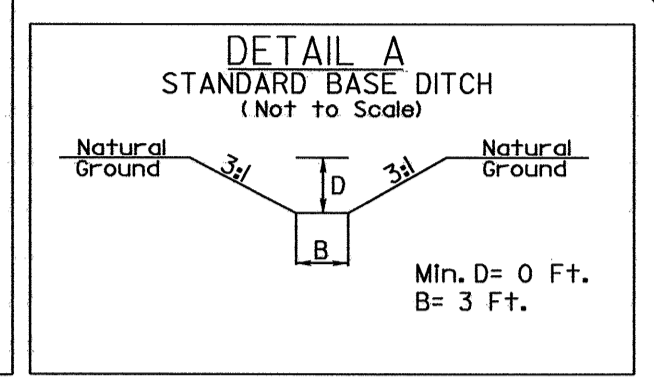 DETAIL A
STANDARD BASE DITCH
(Not to Scale)
Natural
Ground
3:1
D
3:1
Natural
Ground
B
Min. D= 0 Ft.
B= 3 Ft.